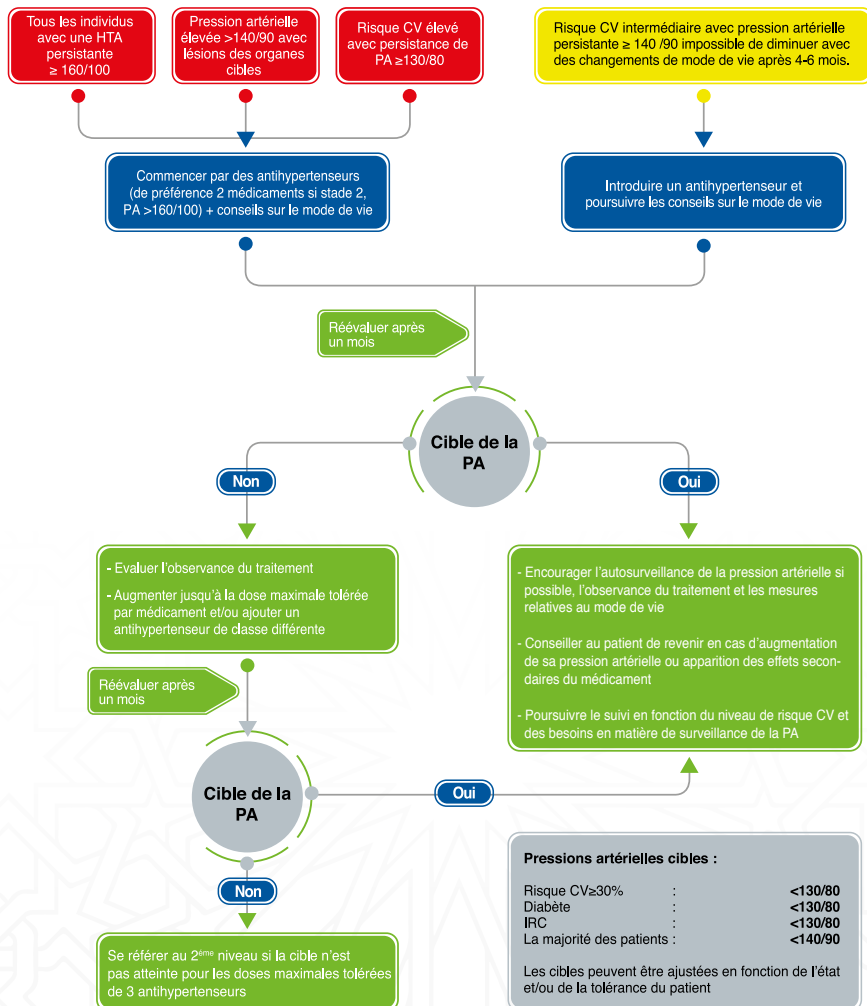 Tous les individus
avec une HTA
persistante
≥ 160/100
Pression artérielle
élevée >140/90 avec
lésions des organes
cibles
Risque CV élevé
avec persistance de
PA ≥130/80
Risque CV intermédiaire avec pression artérielle
persistante ≥ 140 /90 impossible de diminuer avec
des changements de mode de vie après 4-6 mois.
Commencer par des antihypertenseurs
(de préférence 2 médicaments si stade 2,
PA >160/100) + conseils sur le mode de vie
Introduire un antihypertenseur et
poursuivre les conseils sur le mode de vie
Réévaluer après
un mois
Cible de la
PA
Non
Oui
- Evaluer l'observance du traitement
- Augmenter jusqu'à la dose maximale tolérée
par médicament et/ou ajouter un
antihypertenseur de classe différente
- Encourager l'autosurveillance de la pression artérielle si
possible, l'observance du traitement et les mesures
relatives au mode de vie
- Conseiller au patient de revenir en cas d'augmentation
de sa pression artérielle ou apparition des effets secon-
daires du médicament
- Poursuivre le suivi en fonction du niveau de risque CV et
des besoins en matière de surveillance de la PA
Réévaluer après
un mois
Cible de la
PA
Oui
Non
Se référer au 2ème niveau si la cible n'est
pas atteinte pour les doses maximales tolérées
de 3 antihypertenseurs
Pressions artérielles cibles :
Risque CV≥30% : <130/80
Diabète : <130/80
IRC : <130/80
La majorité des patients : <140/90
Les cibles peuvent être ajustées en fonction de l'état
et/ou de la tolérance du patient